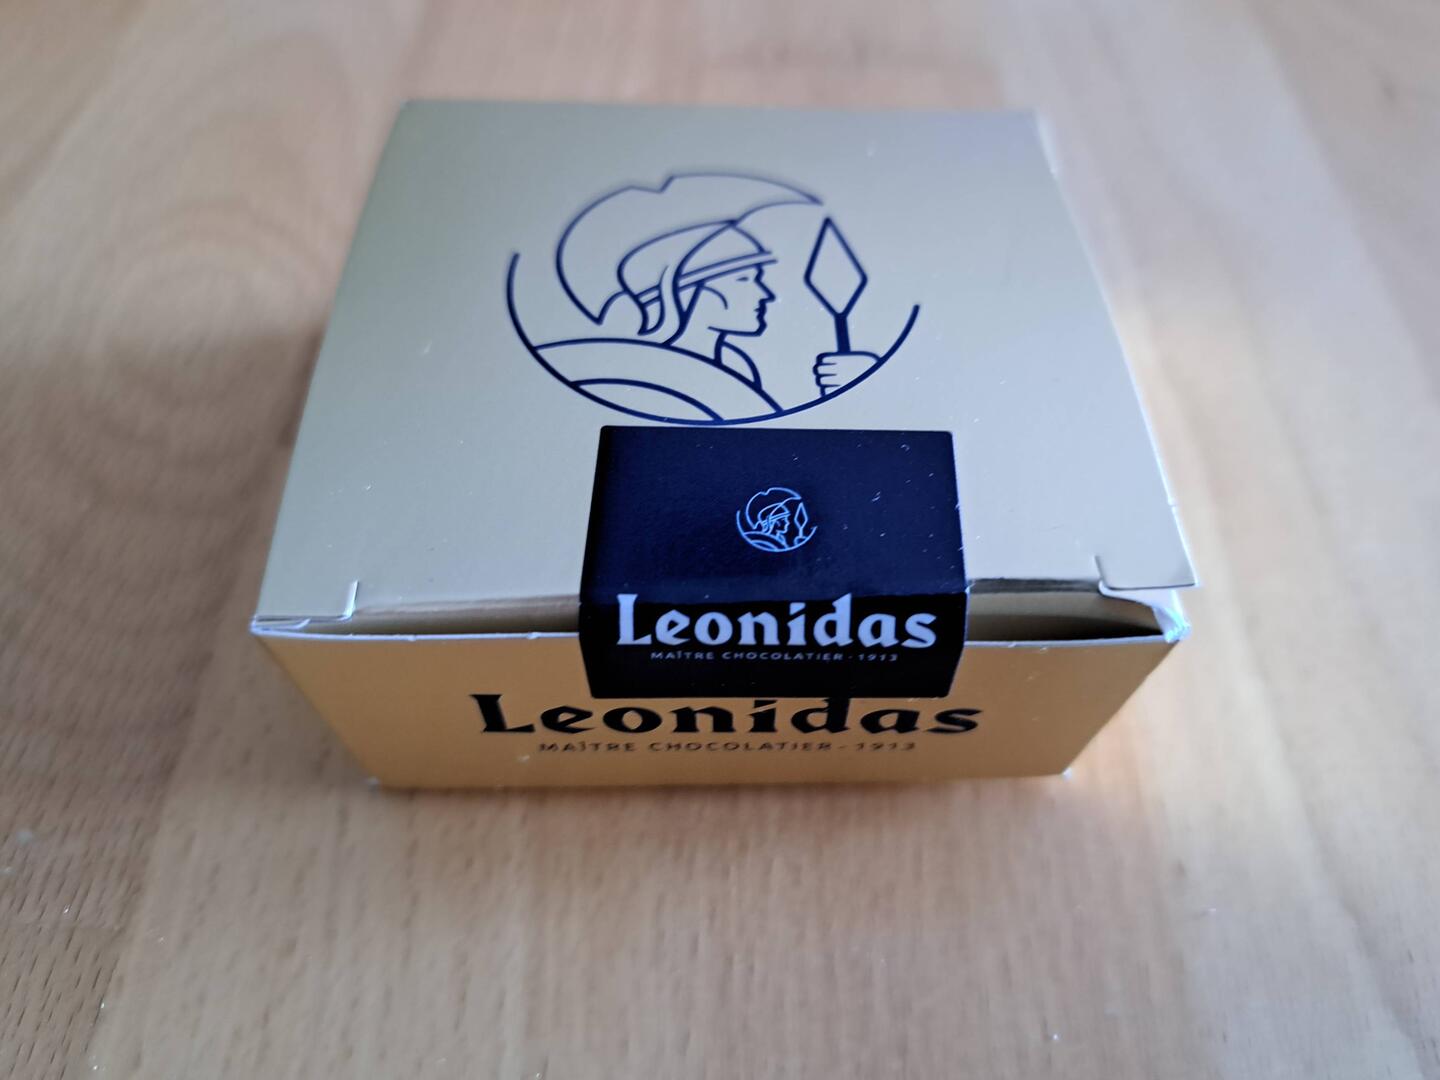 Leonidas
MAÎTRE CHOCOLATIER · 1913
Leonidas
MAÎTRE CHOCOLATIER · 1913